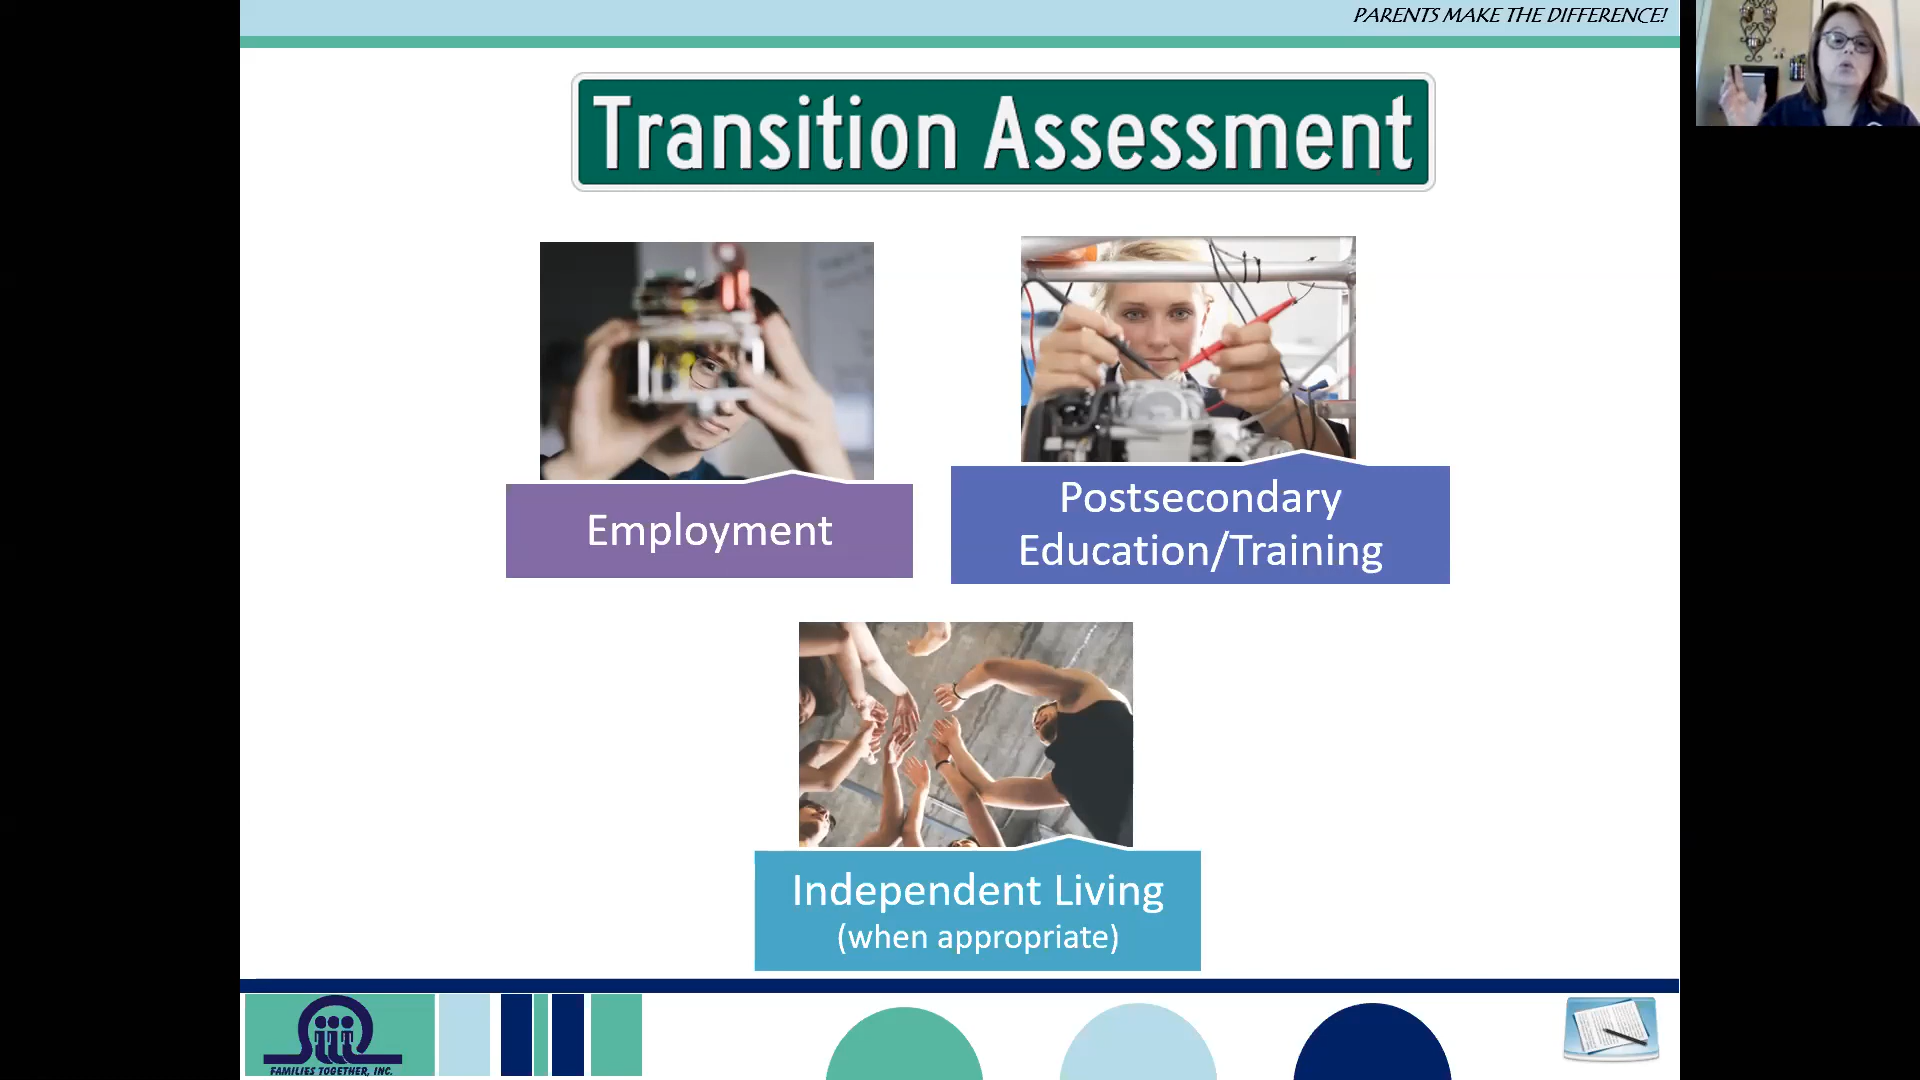 PARENTS MAKE THE DIFFERENCE!
Transition Assessment
Employment
Postsecondary
Education/Training
Independent Living
(when appropriate)
FAMILIES TOGETHER, INC.